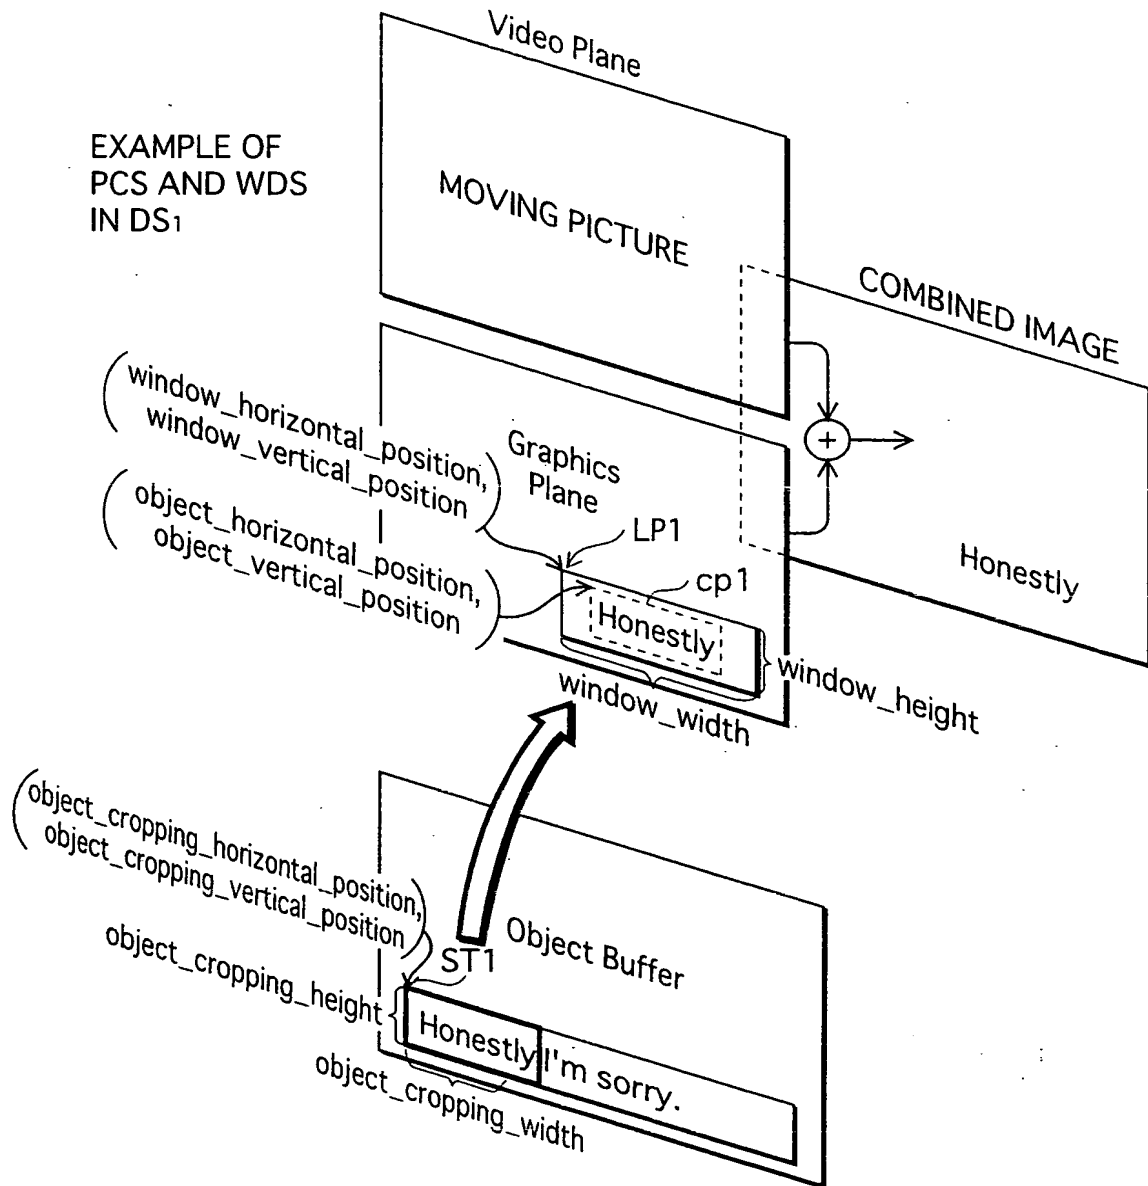 Video Plane
EXAMPLE OF
PCS AND WDS
IN DS1
MOVING PICTURE
COMBINED IMAGE
(window_horizontal_position,
window_vertical_position)
Graphics
Plane
(object_horizontal_position,
object_vertical_position)
LP1
cp1
+
Honestly
Honestly
window_height
window_width
(object_cropping_horizontal_position,
object_cropping_vertical_position)
object_cropping_height
ST1
Object Buffer
Honestly I'm sorry.
object_cropping_width